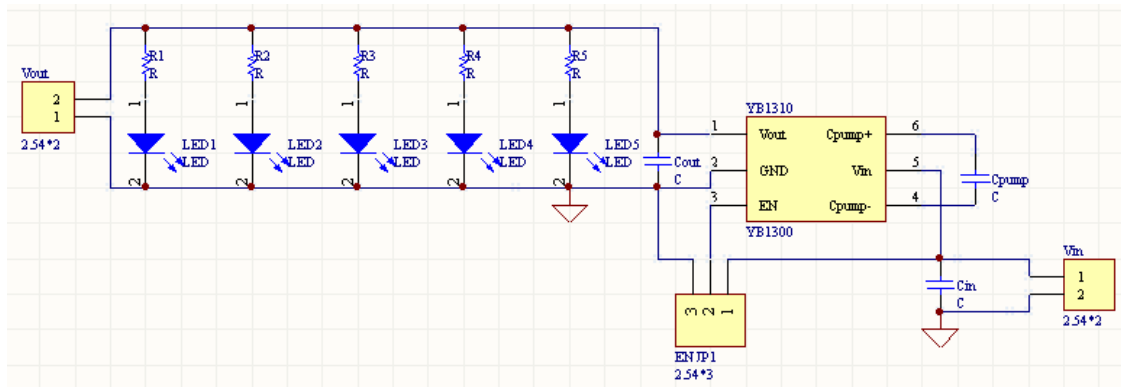 Vout
2
1
2.54*2
R1
R
R2
R
R3
R
R4
R
R5
R
1
1
1
1
1
LED1
LED
LED2
LED
LED3
LED
LED4
LED
LED5
LED
2
2
2
2
2
Cout
C
YB1310
1 Vout Cpump+ 6
2 GND Vin 5
3 EN Cpump- 4
YB1300
Cpump
C
3 2 1
ENJP1
2.54*3
Cin
C
Vin
1
2
2.54*2